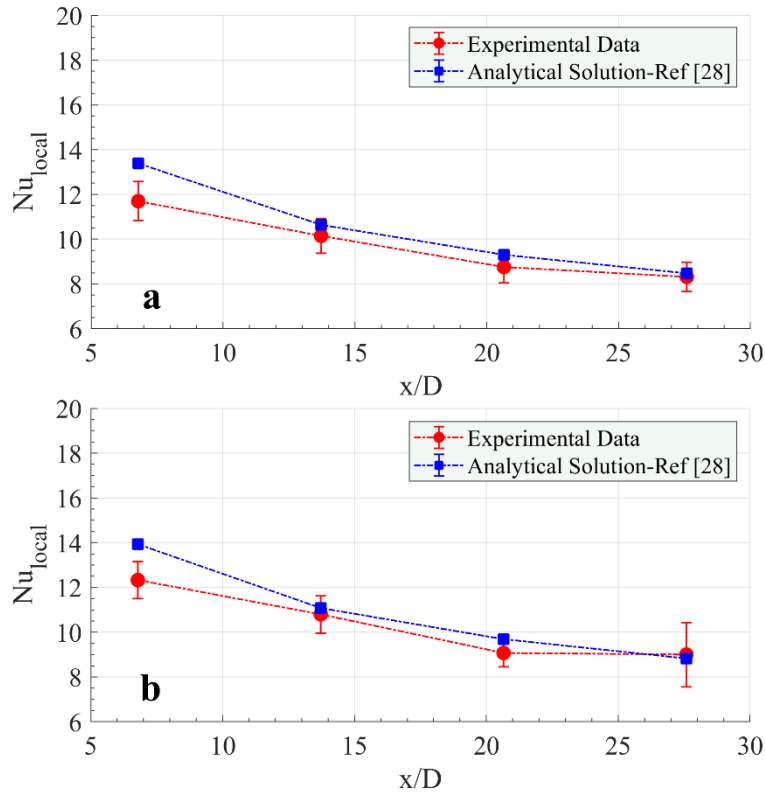 20
18
16
14
12
10
8
6
Nu_local
Experimental Data
Analytical Solution-Ref [28]
a
5 10 15 20 25 30
x/D
20
18
16
14
12
10
8
6
Nu_local
Experimental Data
Analytical Solution-Ref [28]
b
5 10 15 20 25 30
x/D